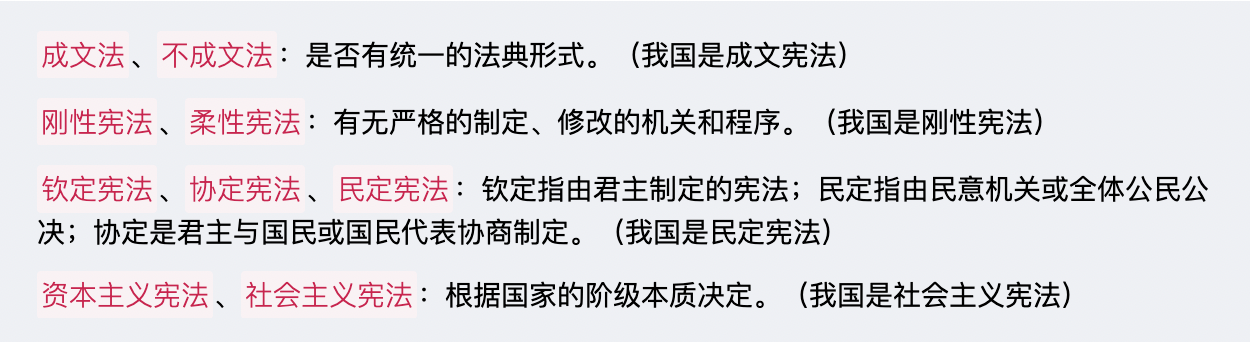 成文法、不成文法：是否有统一的法典形式。（我国是成文宪法）
刚性宪法、柔性宪法：有无严格的制定、修改的机关和程序。（我国是刚性宪法）
钦定宪法、协定宪法、民定宪法：钦定指由君主制定的宪法；民定指由民意机关或全体公民公
决；协定是君主与国民或国民代表协商制定。（我国是民定宪法）
资本主义宪法、社会主义宪法：根据国家的阶级本质决定。（我国是社会主义宪法）